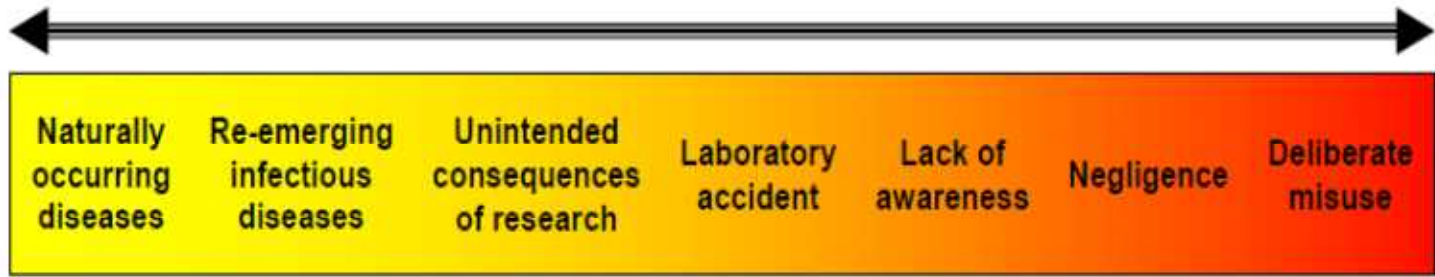 Naturally
occurring
diseases
Re-emerging
infectious
diseases
Unintended
consequences
of research
Laboratory
accident
Lack of
awareness
Negligence
Deliberate
misuse